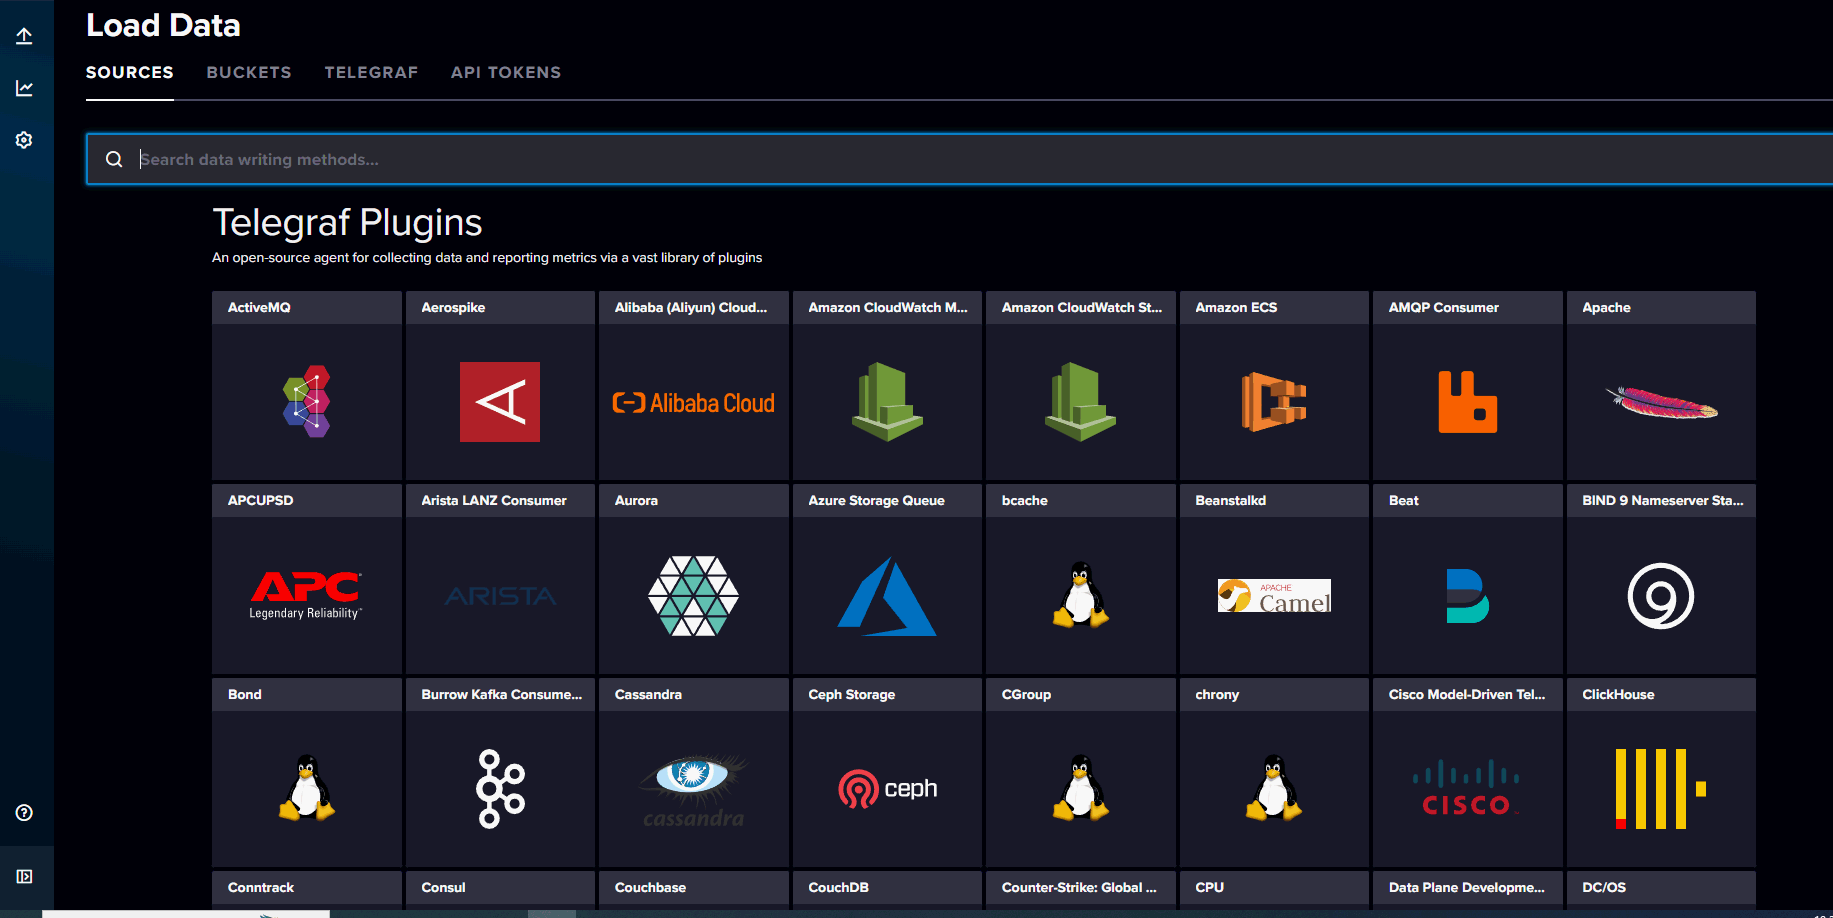 Load Data
SOURCES BUCKETS TELEGRAF API TOKENS
Search data writing methods...
Telegraf Plugins
An open-source agent for collecting data and reporting metrics via a vast library of plugins
ActiveMQ Aerospike Alibaba (Aliyun) Cloud... Amazon CloudWatch M... Amazon CloudWatch St... Amazon ECS AMQP Consumer Apache
Alibaba Cloud
APCUPSD Arista LANZ Consumer Aurora Azure Storage Queue bcache Beanstalkd Beat BIND 9 Nameserver Sta...
APC
Legendary Reliability™
ARISTA
APACHE
Camel
Bond Burrow Kafka Consume... Cassandra Ceph Storage CGroup chrony Cisco Model-Driven Tel... ClickHouse
cassandra
ceph
CISCO
Conntrack Consul Couchbase CouchDB Counter-Strike: Global ... CPU Data Plane Developme... DC/OS